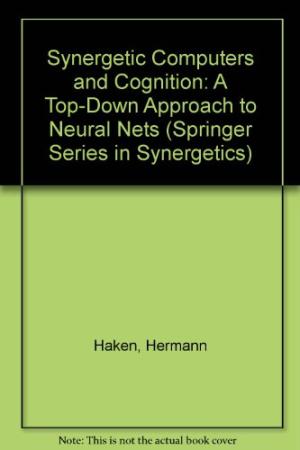 Synergetic Computers
and Cognition: A
Top-Down Approach to
Neural Nets (Springer
Series in Synergetics)
Haken, Hermann
Note: This is not the actual book cover